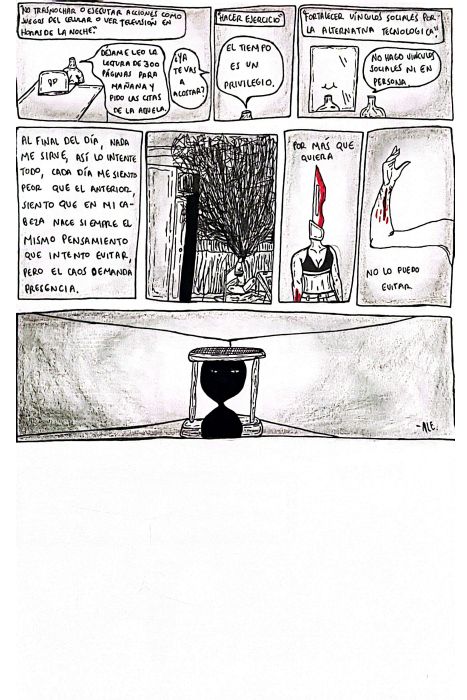 "NO TRASNOCHAR O EJECUTAR ACCIONES COMO
JUEGOS DEL CELULAR O VER TELEVISIÓN EN
HORAS DE LA NOCHE."
DÉJAME LEO LA
LECTURA DE 300
PÁGINAS PARA
MAÑANA Y
PIDO LAS CITAS
DE LA ABUELA.
¿YA
TE VAS
A
ACOSTAR?
"HACER EJERCICIO"
EL TIEMPO
ES UN
PRIVILEGIO.
"FORTALECER VÍNCULOS SOCIALES POR
LA ALTERNATIVA TECNOLOGICA".
NO HAGO VÍNCULOS
SOCIALES NI EN
PERSONA.
AL FINAL DEL DÍA, NADA
ME SIRVE, ASÍ LO INTENTE
TODO, CADA DÍA ME SIENTO
PEOR QUE EL ANTERIOR,
SIENTO QUE EN MI CA-
BEZA NACE SIEMPRE EL
MISMO PENSAMIENTO
QUE INTENTO EVITAR,
PERO EL CAOS DEMANDA
PRESENCIA.
POR MÁS QUE
QUIERA
NO LO PUEDO
EVITAR.
-ALE.